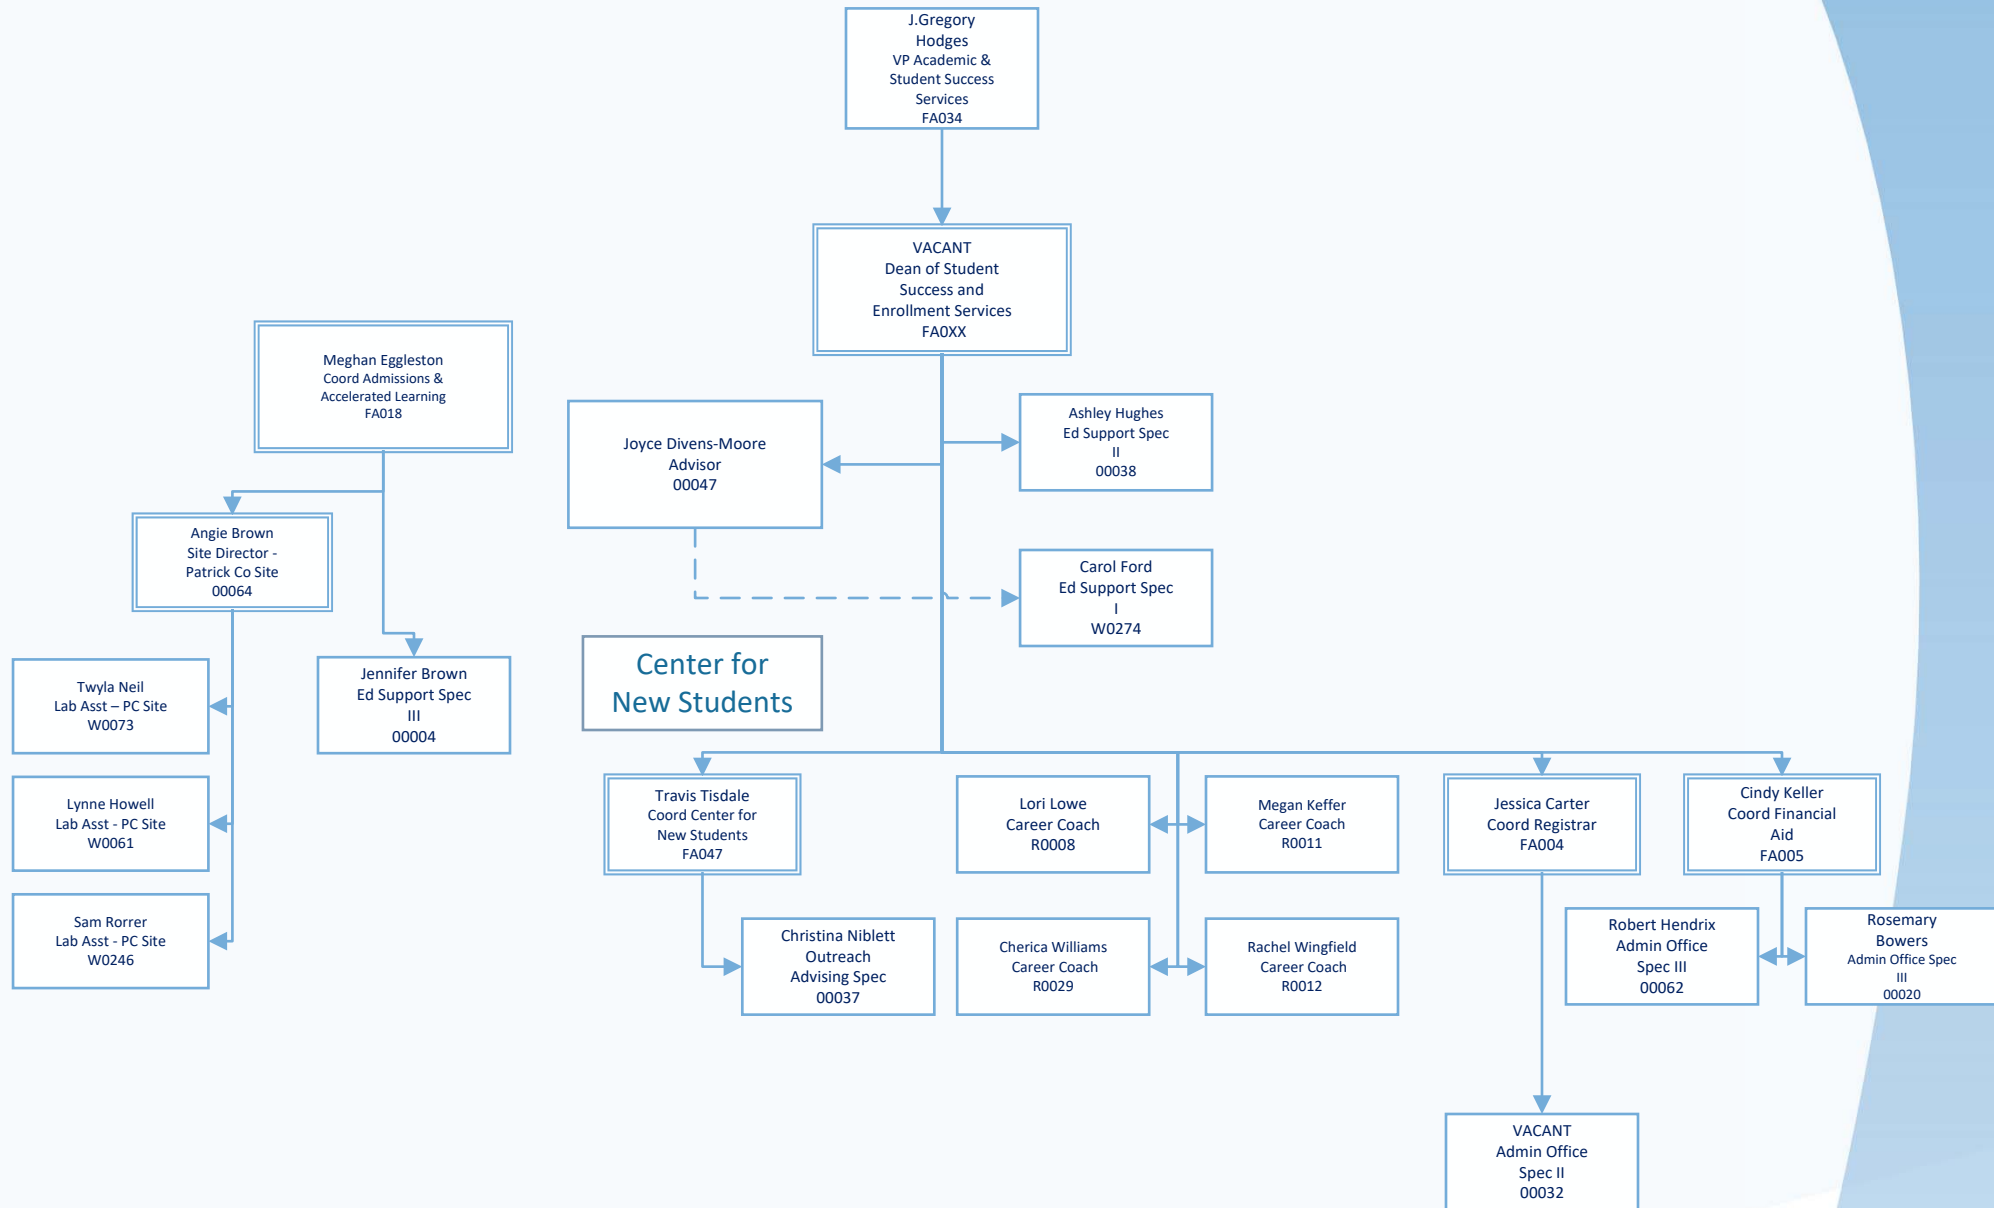 J.Gregory
Hodges
VP Academic &
Student Success
Services
FA034
VACANT
Dean of Student
Success and
Enrollment Services
FA0XX
Meghan Eggleston
Coord Admissions &
Accelerated Learning
FA018
Joyce Divens-Moore
Advisor
00047
Ashley Hughes
Ed Support Spec
II
00038
Angie Brown
Site Director -
Patrick Co Site
00064
Carol Ford
Ed Support Spec
I
W0274
Center for
New Students
Twyla Neil
Lab Asst – PC Site
W0073
Jennifer Brown
Ed Support Spec
III
00004
Lynne Howell
Lab Asst - PC Site
W0061
Sam Rorrer
Lab Asst - PC Site
W0246
Travis Tisdale
Coord Center for
New Students
FA047
Lori Lowe
Career Coach
R0008
Megan Keffer
Career Coach
R0011
Jessica Carter
Coord Registrar
FA004
Cindy Keller
Coord Financial
Aid
FA005
Christina Niblett
Outreach
Advising Spec
00037
Cherica Williams
Career Coach
R0029
Rachel Wingfield
Career Coach
R0012
Robert Hendrix
Admin Office
Spec III
00062
Rosemary
Bowers
Admin Office Spec
III
00020
VACANT
Admin Office
Spec II
00032